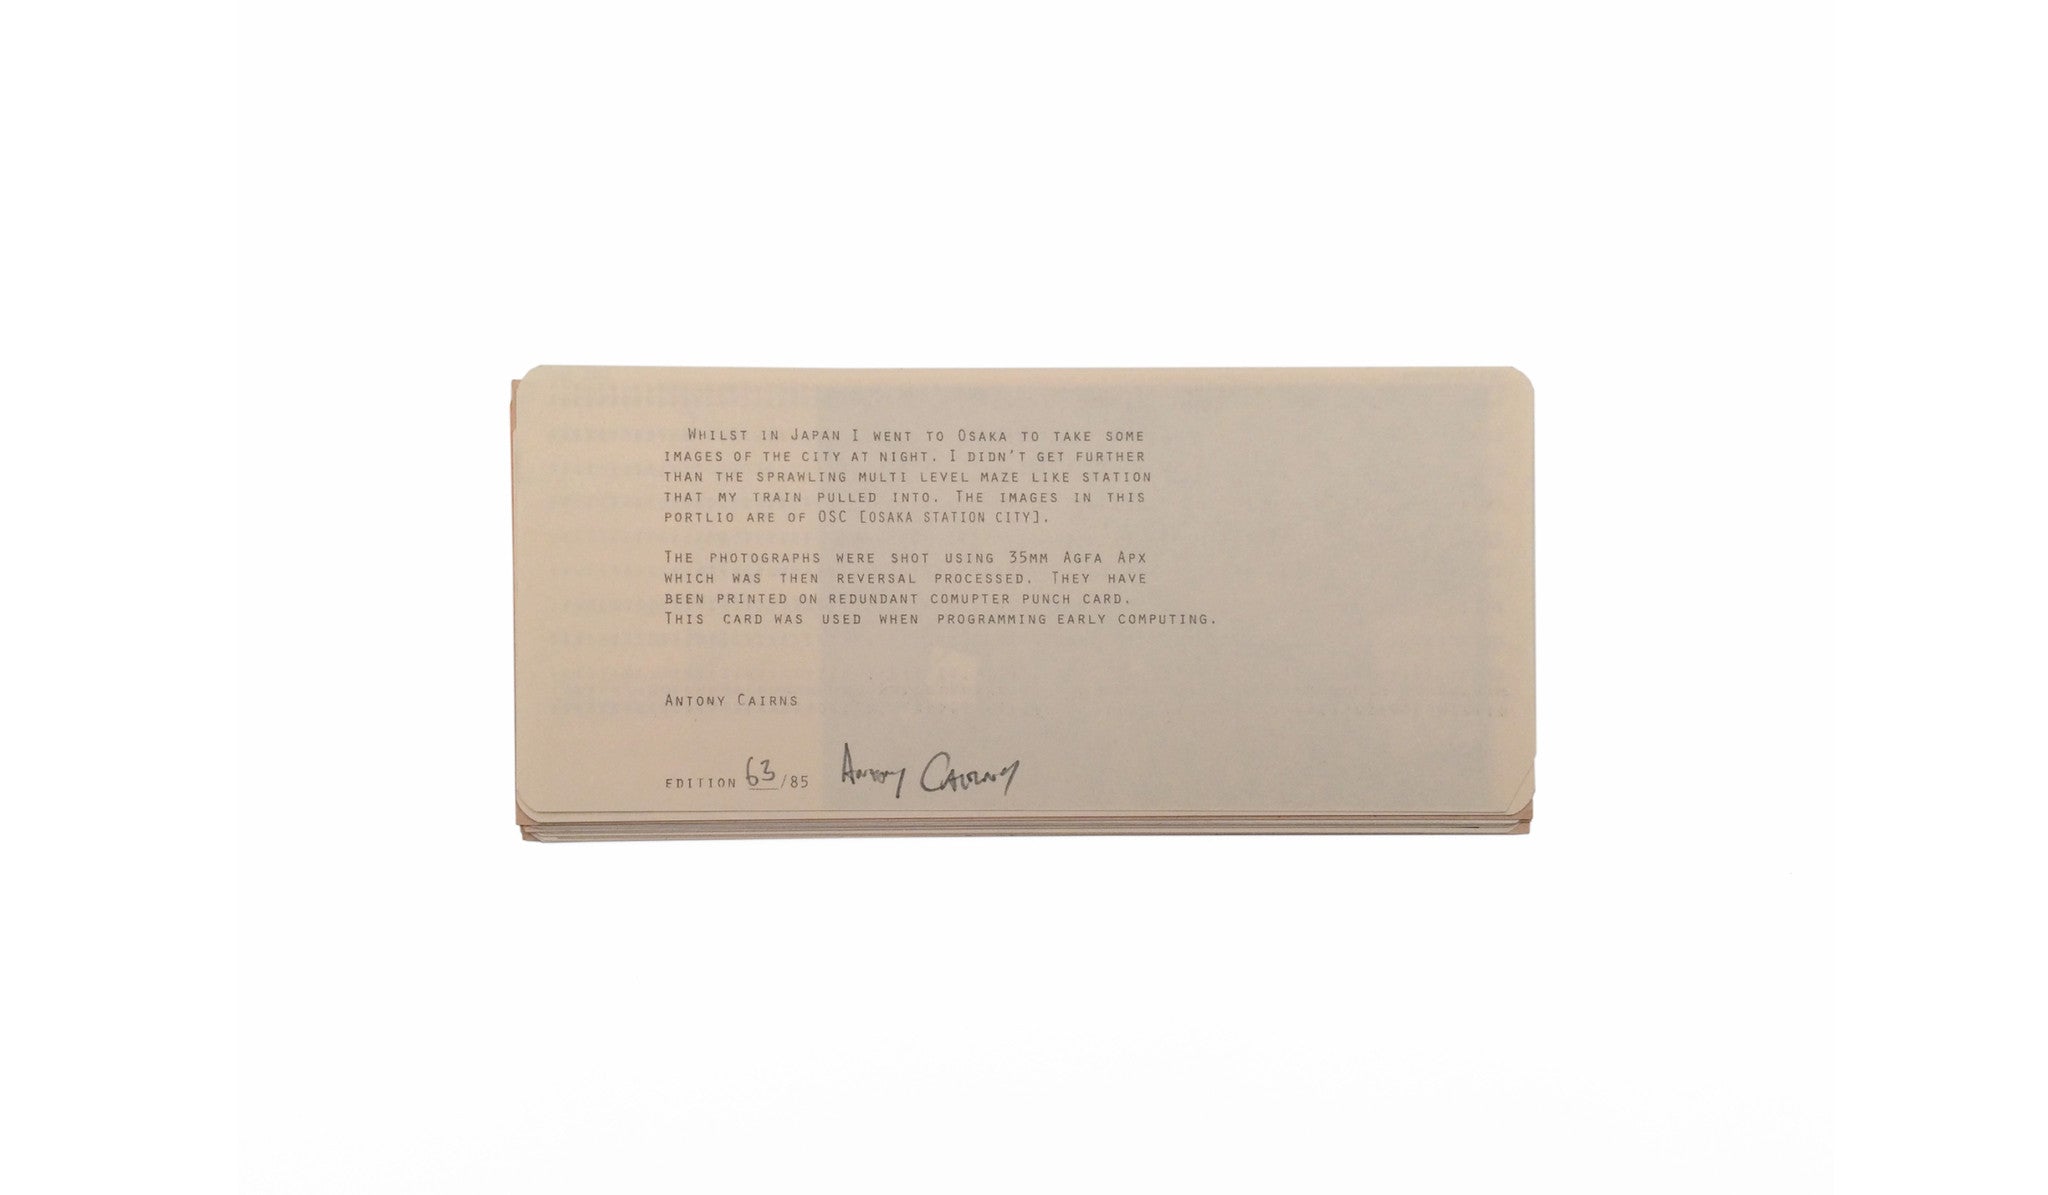 Whilst in Japan I went to Osaka to take some
images of the city at night. I didn't get further
than the sprawling multi level maze like station
that my train pulled into. The images in this
portlio are of OSC [Osaka Station City].
The photographs were shot using 35mm Agfa Apx
which was then reversal processed. They have
been printed on redundant comupter punch card.
This card was used when programming early computing.
Antony Cairns
Edition 63/85 Antony Cairns